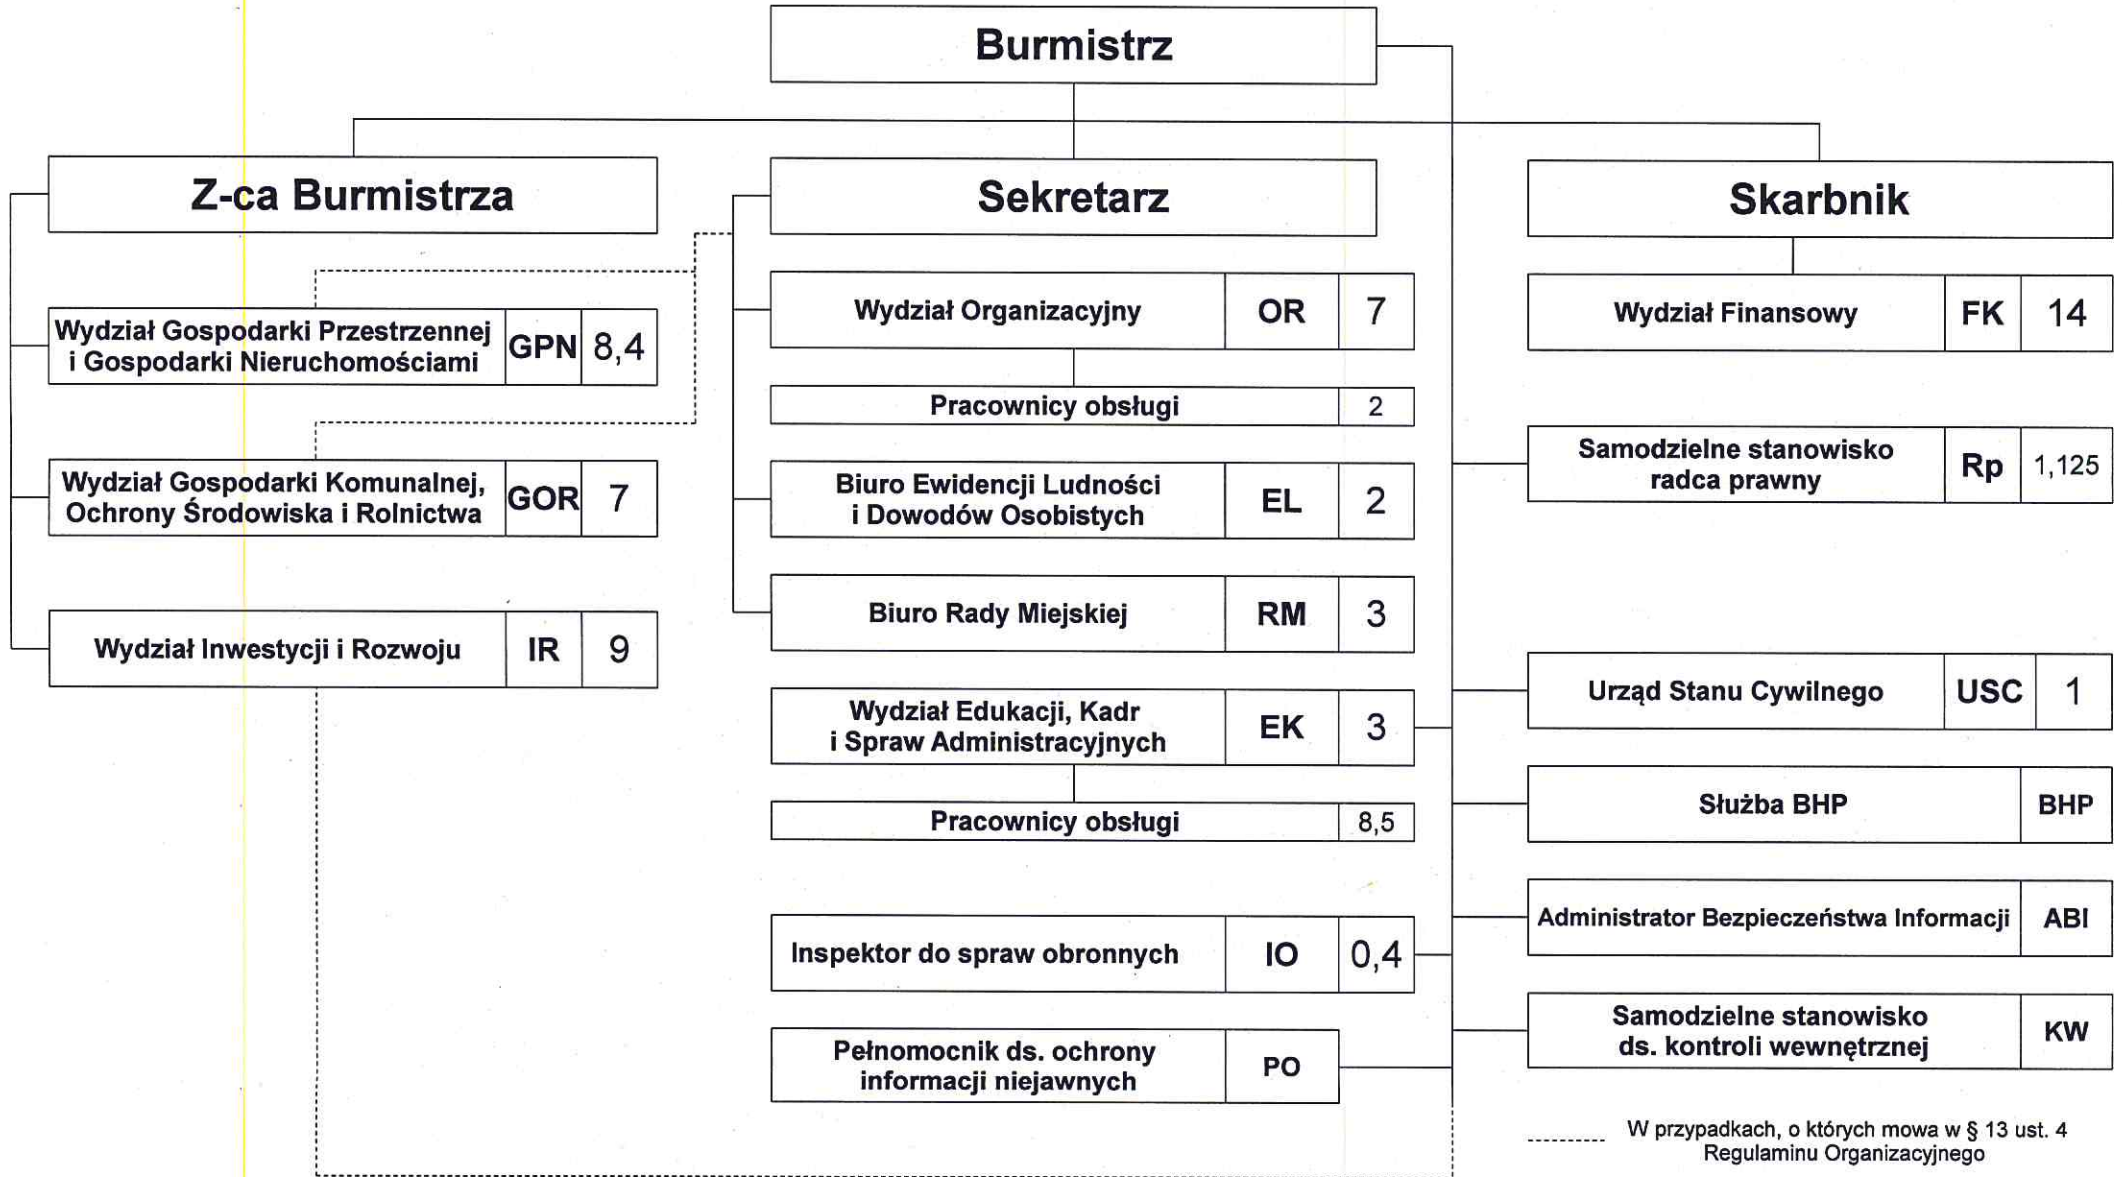 Burmistrz
Z-ca Burmistrza
Wydział Gospodarki Przestrzennej
i Gospodarki Nieruchomościami
GPN
8,4
Wydział Gospodarki Komunalnej,
Ochrony Środowiska i Rolnictwa
GOR
7
Wydział Inwestycji i Rozwoju
IR
9
Sekretarz
Wydział Organizacyjny
OR
7
Pracownicy obsługi
2
Biuro Ewidencji Ludności
i Dowodów Osobistych
EL
2
Biuro Rady Miejskiej
RM
3
Wydział Edukacji, Kadr
i Spraw Administracyjnych
EK
3
Pracownicy obsługi
8,5
Inspektor do spraw obronnych
IO
0,4
Pełnomocnik ds. ochrony
informacji niejawnych
PO
Skarbnik
Wydział Finansowy
FK
14
Samodzielne stanowisko
radca prawny
Rp
1,125
Urząd Stanu Cywilnego
USC
1
Służba BHP
BHP
Administrator Bezpieczeństwa Informacji
ABI
Samodzielne stanowisko
ds. kontroli wewnętrznej
KW
W przypadkach, o których mowa w § 13 ust. 4
Regulaminu Organizacyjnego